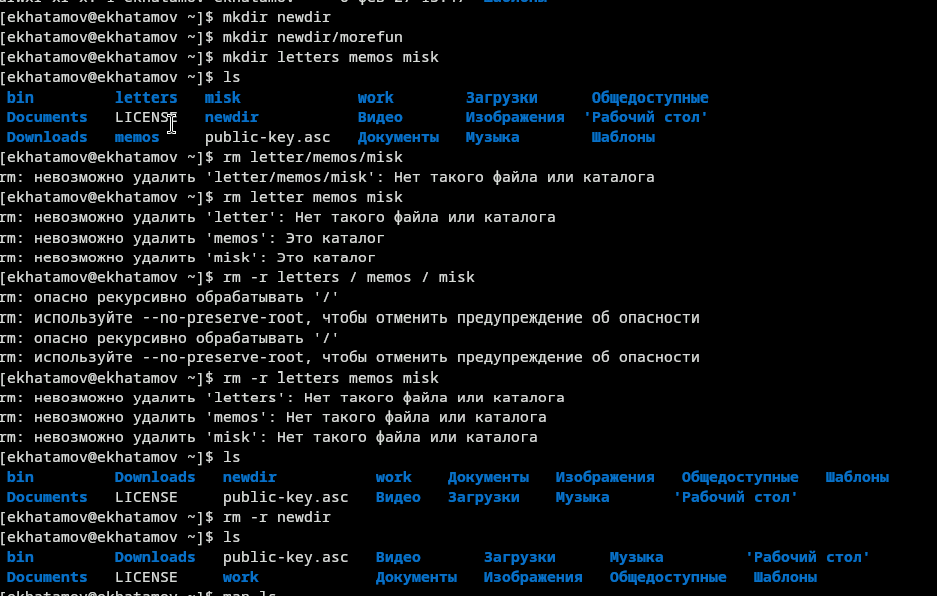 [ekhatamov@ekhatamov ~]$ mkdir newdir
[ekhatamov@ekhatamov ~]$ mkdir newdir/morefun
[ekhatamov@ekhatamov ~]$ mkdir letters memos misk
[ekhatamov@ekhatamov ~]$ ls
bin letters misk work Загрузки Общедоступные
Documents LICENSE newdir Видео Изображения 'Рабочий стол'
Downloads memos public-key.asc Документы Музыка Шаблоны
[ekhatamov@ekhatamov ~]$ rm letter/memos/misk
rm: невозможно удалить 'letter/memos/misk': Нет такого файла или каталога
[ekhatamov@ekhatamov ~]$ rm letter memos misk
rm: невозможно удалить 'letter': Нет такого файла или каталога
rm: невозможно удалить 'memos': Это каталог
rm: невозможно удалить 'misk': Это каталог
[ekhatamov@ekhatamov ~]$ rm -r letters / memos / misk
rm: опасно рекурсивно обрабатывать '/'
rm: используйте --no-preserve-root, чтобы отменить предупреждение об опасности
rm: опасно рекурсивно обрабатывать '/'
rm: используйте --no-preserve-root, чтобы отменить предупреждение об опасности
[ekhatamov@ekhatamov ~]$ rm -r letters memos misk
rm: невозможно удалить 'letters': Нет такого файла или каталога
rm: невозможно удалить 'memos': Нет такого файла или каталога
rm: невозможно удалить 'misk': Нет такого файла или каталога
[ekhatamov@ekhatamov ~]$ ls
bin Downloads newdir work Документы Изображения Общедоступные Шаблоны
Documents LICENSE public-key.asc Видео Загрузки Музыка 'Рабочий стол'
[ekhatamov@ekhatamov ~]$ rm -r newdir
[ekhatamov@ekhatamov ~]$ ls
bin Downloads public-key.asc Видео Загрузки Музыка 'Рабочий стол'
Documents LICENSE work Документы Изображения Общедоступные Шаблоны
[ekhatamov@ekhatamov ~]$ man ls